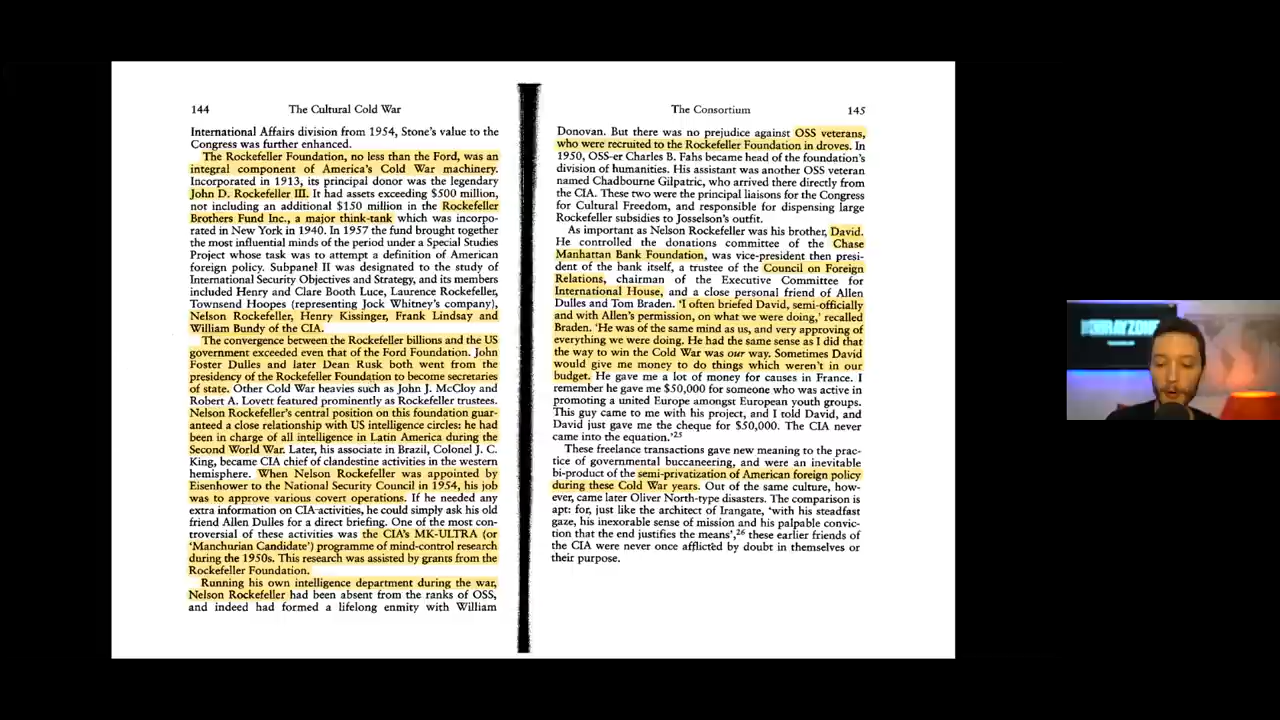 144
The Cultural Cold War
International Affairs division from 1954, Stone's value to the
Congress was further enhanced.
The Rockefeller Foundation, no less than the Ford, was an
integral component of America's Cold War machinery.
Incorporated in 1913, its principal donor was the legendary
John D. Rockefeller III. It had assets exceeding $500 million,
not including an additional $150 million in the Rockefeller
Brothers Fund Inc., a major think-tank which was incorpo-
rated in New York in 1940. In 1957 the fund brought together
the most influential minds of the period under a Special Studies
Project whose task was to attempt a definition of American
foreign policy. Subpanel II was designated to the study of
International Security Objectives and Strategy, and its members
included Henry and Clare Booth Luce, Laurence Rockefeller,
Townsend Hoopes (representing Jock Whitney's company),
Nelson Rockefeller, Henry Kissinger, Frank Lindsay and
William Bundy of the CIA.
The convergence between the Rockefeller billions and the US
government exceeded even that of the Ford Foundation. John
Foster Dulles and later Dean Rusk both went from the
presidency of the Rockefeller Foundation to become secretaries
of state. Other Cold War heavies such as John J. McCloy and
Robert A. Lovett featured prominently as Rockefeller trustees.
Nelson Rockefeller's central position on this foundation guar-
anteed a close relationship with US intelligence circles: he had
been in charge of all intelligence in Latin America during the
Second World War. Later, his associate in Brazil, Colonel J. C.
King, became CIA chief of clandestine activities in the western
hemisphere. When Nelson Rockefeller was appointed by
Eisenhower to the National Security Council in 1954, his job
was to approve various covert operations. If he needed any
extra information on CIA activities, he could simply ask his old
friend Allen Dulles for a direct briefing. One of the most con-
troversial of these activities was the CIA's MK-ULTRA (or
'Manchurian Candidate') programme of mind-control research
during the 1950s. This research was assisted by grants from the
Rockefeller Foundation.
Running his own intelligence department during the war,
Nelson Rockefeller had been absent from the ranks of OSS,
and indeed had formed a lifelong enmity with William
The Consortium
145
Donovan. But there was no prejudice against OSS veterans,
who were recruited to the Rockefeller Foundation in droves. In
1950, OSS-er Charles B. Fahs became head of the foundation's
division of humanities. His assistant was another OSS veteran
named Chadbourne Gilpatric, who arrived there directly from
the CIA. These two were the principal liaisons for the Congress
for Cultural Freedom, and responsible for dispensing large
Rockefeller subsidies to Josselson's outfit.
As important as Nelson Rockefeller was his brother, David.
He controlled the donations committee of the Chase
Manhattan Bank Foundation, was vice-president then presi-
dent of the bank itself, a trustee of the Council on Foreign
Relations, chairman of the Executive Committee for
International House, and a close personal friend of Allen
Dulles and Tom Braden. 'I often briefed David, semi-officially
and with Allen's permission, on what we were doing,' recalled
Braden. 'He was of the same mind as us, and very approving of
everything we were doing. He had the same sense as I did that
the way to win the Cold War was our way. Sometimes David
would give me money to do things which weren't in our
budget. He gave me a lot of money for causes in France. I
remember he gave me $50,000 for someone who was active in
promoting a united Europe amongst European youth groups.
This guy came to me with his project, and I told David, and
David just gave me the cheque for $50,000. The CIA never
came into the equation.'25
These freelance transactions gave new meaning to the prac-
tice of governmental buccaneering, and were an inevitable
bi-product of the semi-privatization of American foreign policy
during these Cold War years. Out of the same culture, how-
ever, came later Oliver North-type disasters. The comparison is
apt: for, just like the architect of Irangate, 'with his steadfast
gaze, his inexorable sense of mission and his palpable convic-
tion that the end justifies the means',26 these earlier friends of
the CIA were never once afflicted by doubt in themselves or
their purpose.